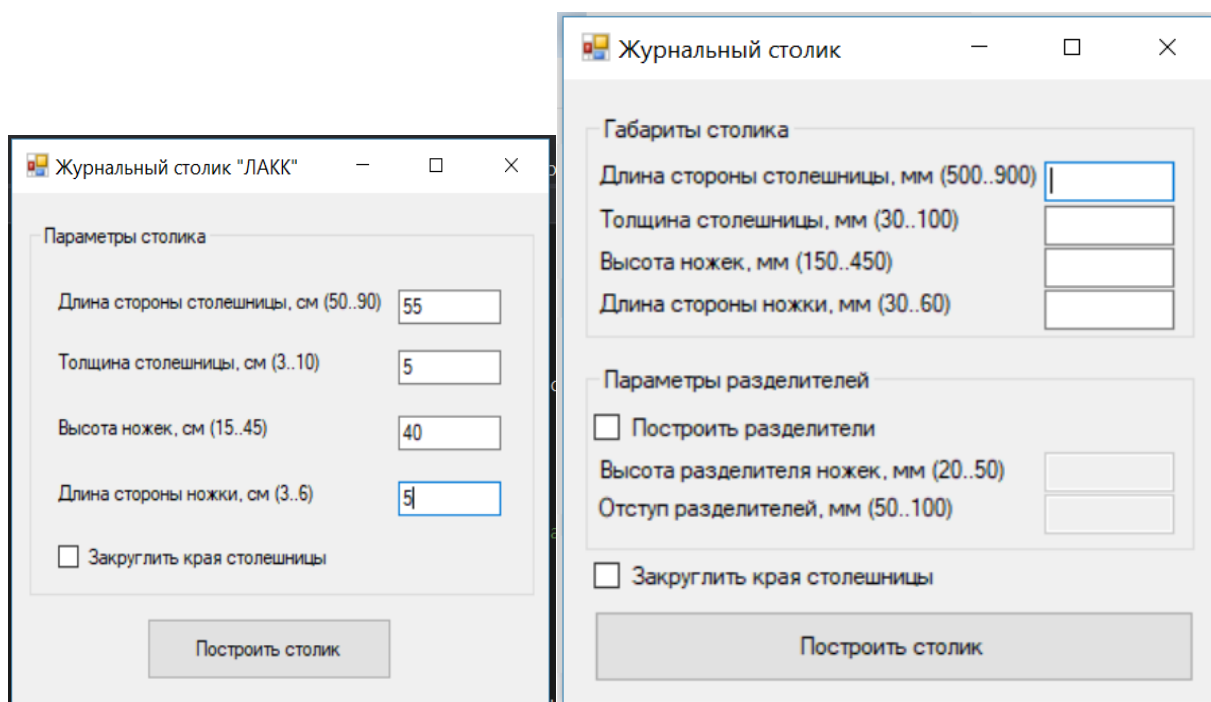 Журнальный столик "ЛАКК"
Параметры столика
Длина стороны столешницы, см (50..90) 55
Толщина столешницы, см (3..10) 5
Высота ножек, см (15..45) 40
Длина стороны ножки, см (3..6) 5
Закруглить края столешницы
Построить столик
Журнальный столик
Габариты столика
Длина стороны столешницы, мм (500..900)
Толщина столешницы, мм (30..100)
Высота ножек, мм (150..450)
Длина стороны ножки, мм (30..60)
Параметры разделителей
Построить разделители
Высота разделителя ножек, мм (20..50)
Отступ разделителей, мм (50..100)
Закруглить края столешницы
Построить столик